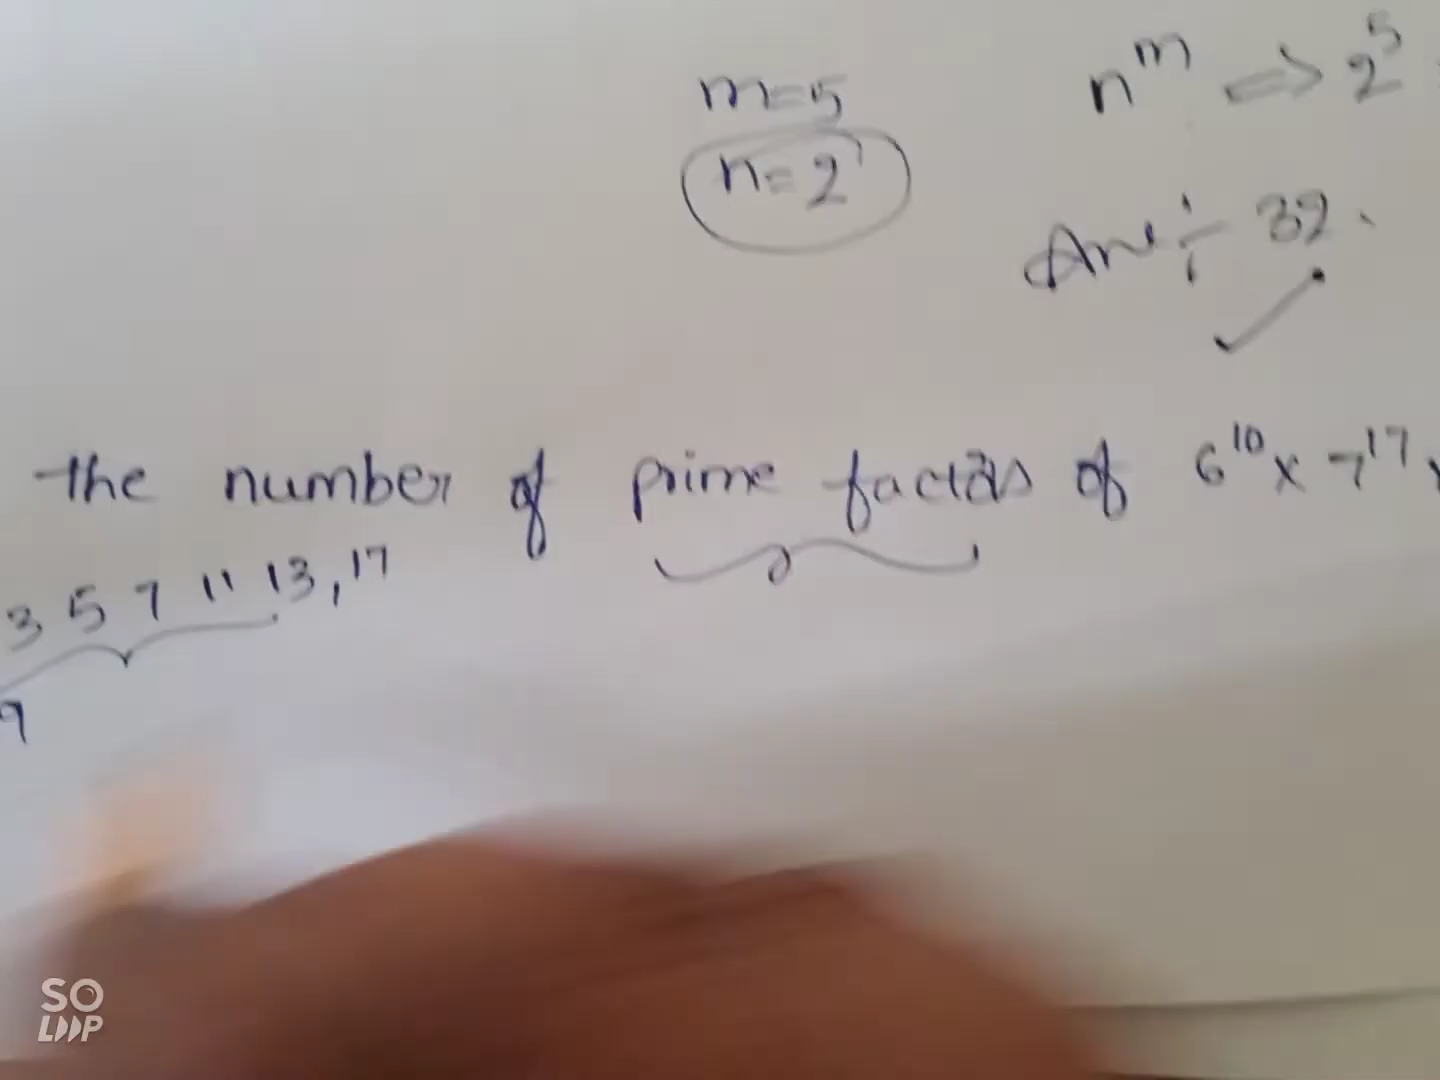 m=5
n=2
n^m ⇒ 2^5
Ans :- 32.
the number of prime factors of 6^10 x 7^17 x
3 5 7 11 13, 17
SO
LOOP